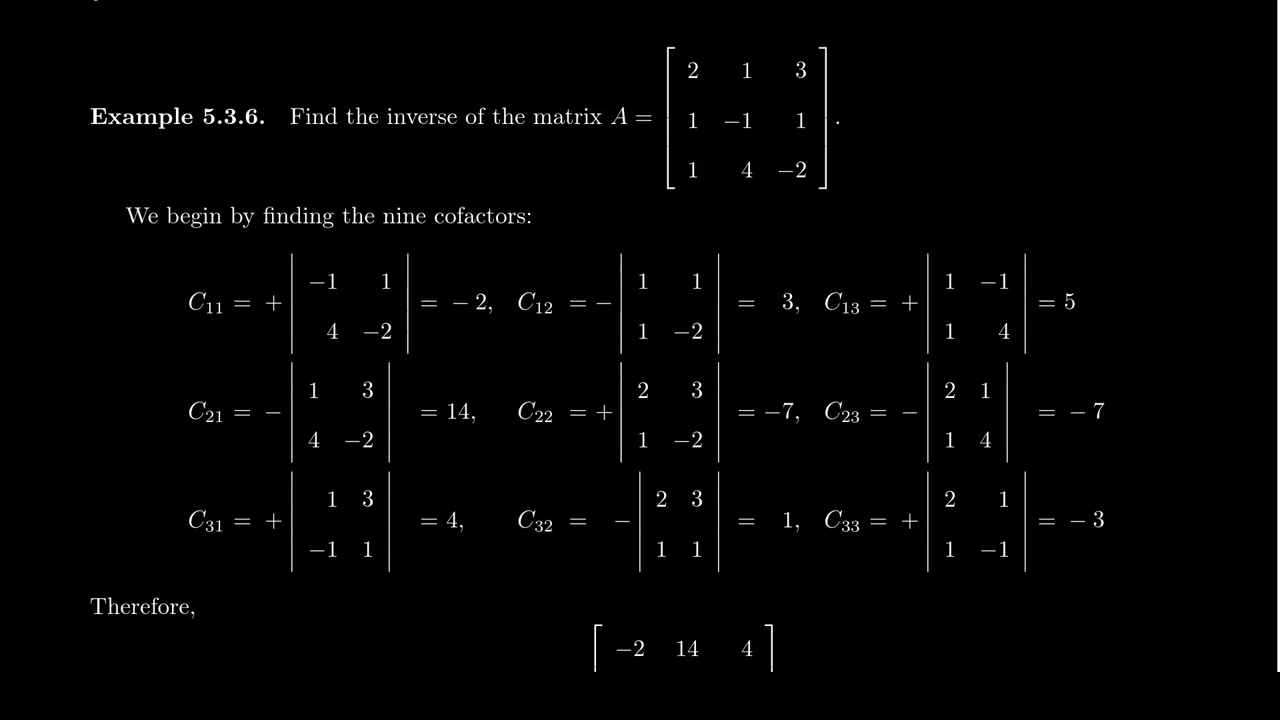 Example 5.3.6. Find the inverse of the matrix A = [ 2 1 3
1 −1 1
1 4 −2 ].
We begin by finding the nine cofactors:
C₁₁ = + | −1 1
4 −2 | = − 2, C₁₂ = − | 1 1
1 −2 | = 3, C₁₃ = + | 1 −1
1 4 | = 5
C₂₁ = − | 1 3
4 −2 | = 14, C₂₂ = + | 2 3
1 −2 | = −7, C₂₃ = − | 2 1
1 4 | = − 7
C₃₁ = + | 1 3
−1 1 | = 4, C₃₂ = − | 2 3
1 1 | = 1, C₃₃ = + | 2 1
1 −1 | = − 3
Therefore,
[ −2 14 4 ]